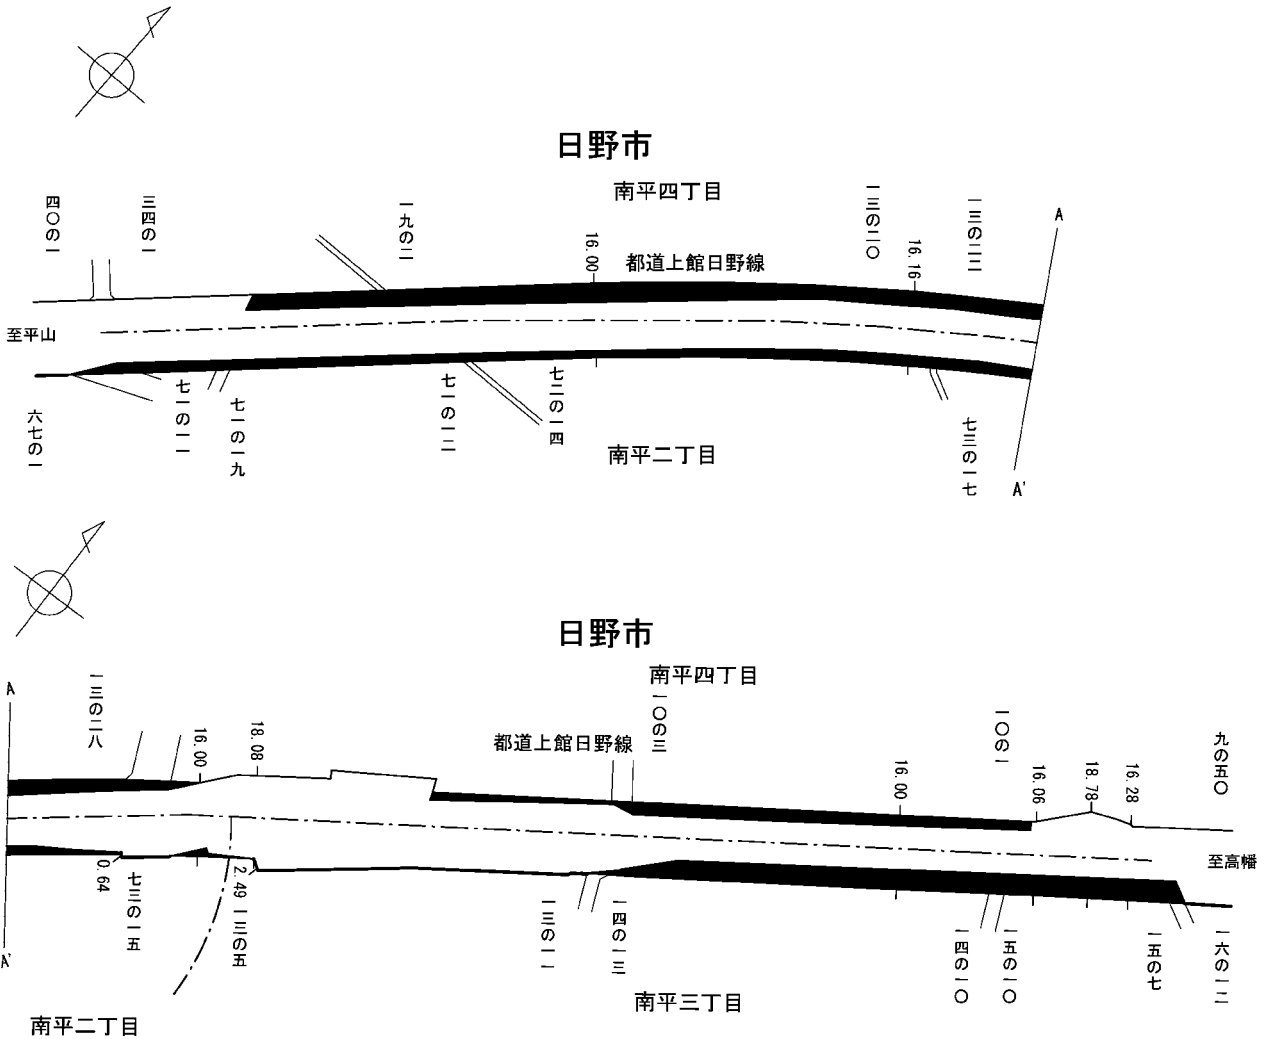 日野市
南平四丁目
四〇の一
三四の一
一九の二
16.00
都道上館日野線
一三の二〇
16.16
一三の二二
A
至平山
六七の一
七一の一一
七一の一九
七一の一二
七二の一四
南平二丁目
七三の一七
A'
日野市
南平四丁目
A
一三の二八
16.00
18.08
都道上館日野線
一〇の三
16.00
一〇の一
16.06
18.78
16.28
九の五〇
至高幡
0.64
七三の一五
2.49
一三の五
A'
一三の一一
一四の一三
一四の一〇
一五の一〇
一五の七
一六の一二
南平三丁目
南平二丁目